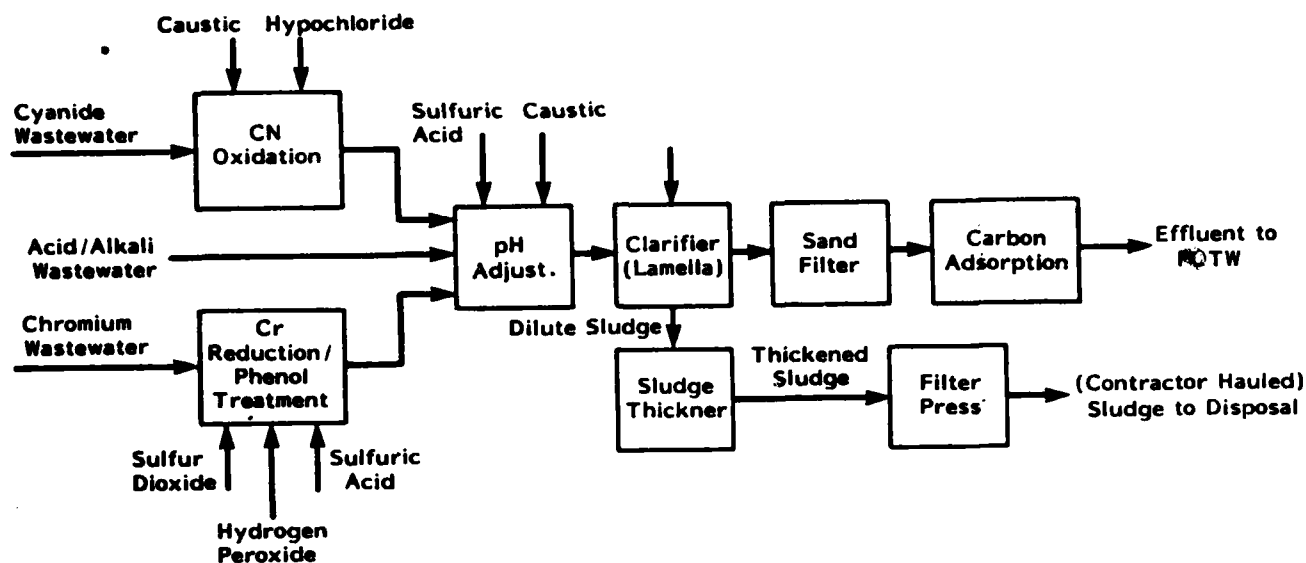 Caustic Hypochloride
Cyanide
Wastewater
CN
Oxidation
Sulfuric
Acid
Caustic
Acid/Alkali
Wastewater
pH
Adjust.
Clarifier
(Lamella)
Sand
Filter
Carbon
Adsorption
Effluent to
POTW
Chromium
Wastewater
Cr
Reduction/
Phenol
Treatment
Dilute Sludge
Sludge
Thickner
Thickened
Sludge
Filter
Press
(Contractor Hauled)
Sludge to Disposal
Sulfur
Dioxide
Sulfuric
Acid
Hydrogen
Peroxide